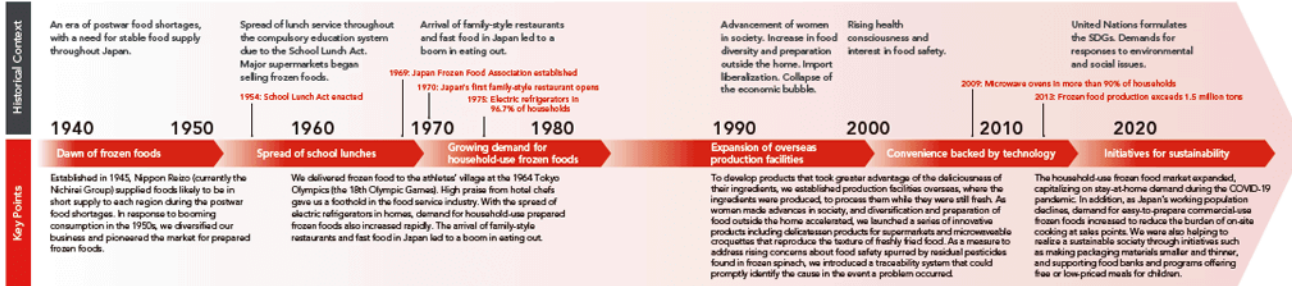 Historical Context
An era of postwar food shortages,
with a need for stable food supply
throughout Japan.
Spread of lunch service throughout
the compulsory education system
due to the School Lunch Act.
Major supermarkets began
selling frozen foods.
Arrival of family-style restaurants
and fast food in Japan led to a
boom in eating out.
Advancement of women
in society. Increase in food
diversity and preparation
outside the home. Import
liberalization. Collapse of
the economic bubble.
Rising health
consciousness and
interest in food safety.
United Nations formulates
the SDGs. Demands for
responses to environmental
and social issues.
1954: School Lunch Act enacted
1969: Japan Frozen Food Association established
1970: Japan's first family-style restaurant opens
1975: Electric refrigerators in
96.7% of households
2009: Microwave ovens in more than 90% of households
2012: Frozen food production exceeds 1.5 million tons
1940
1950
1960
1970
1980
1990
2000
2010
2020
Dawn of frozen foods
Spread of school lunches
Growing demand for
household-use frozen foods
Expansion of overseas
production facilities
Convenience backed by technology
Initiatives for sustainability
Key Points
Established in 1945, Nippon Reizo (currently the
Nichirei Group) supplied foods likely to be in
short supply to each region during the postwar
food shortages. In response to booming
consumption in the 1950s, we diversified our
business and pioneered the market for prepared
frozen foods.
We delivered frozen food to the athletes' village at the 1964 Tokyo
Olympics (the 18th Olympic Games). High praise from hotel chefs
gave us a foothold in the food service industry. With the spread of
electric refrigerators in homes, demand for household-use prepared
frozen foods also increased rapidly. The arrival of family-style
restaurants and fast food in Japan led to a boom in eating out.
To develop products that took greater advantage of the deliciousness of
their ingredients, we established production facilities overseas, where the
ingredients were produced, to process them while they were still fresh. As
women made advances in society, and diversification and preparation of
food outside the home accelerated, we launched a series of innovative
products including delicatessen products for supermarkets and microwaveable
croquettes that reproduce the texture of freshly fried food. As a measure to
address rising concerns about food safety spurred by residual pesticides
found in frozen spinach, we introduced a traceability system that could
promptly identify the cause in the event a problem occurred.
The household-use frozen food market expanded,
capitalizing on stay-at-home demand during the COVID-19
pandemic. In addition, as Japan's working population
declines, demand for easy-to-prepare commercial-use
frozen foods increased to reduce the burden of on-site
cooking at sales points. We were also helping to
realize a sustainable society through initiatives such
as making packaging materials smaller and thinner,
and supporting food banks and programs offering
free or low-priced meals for children.